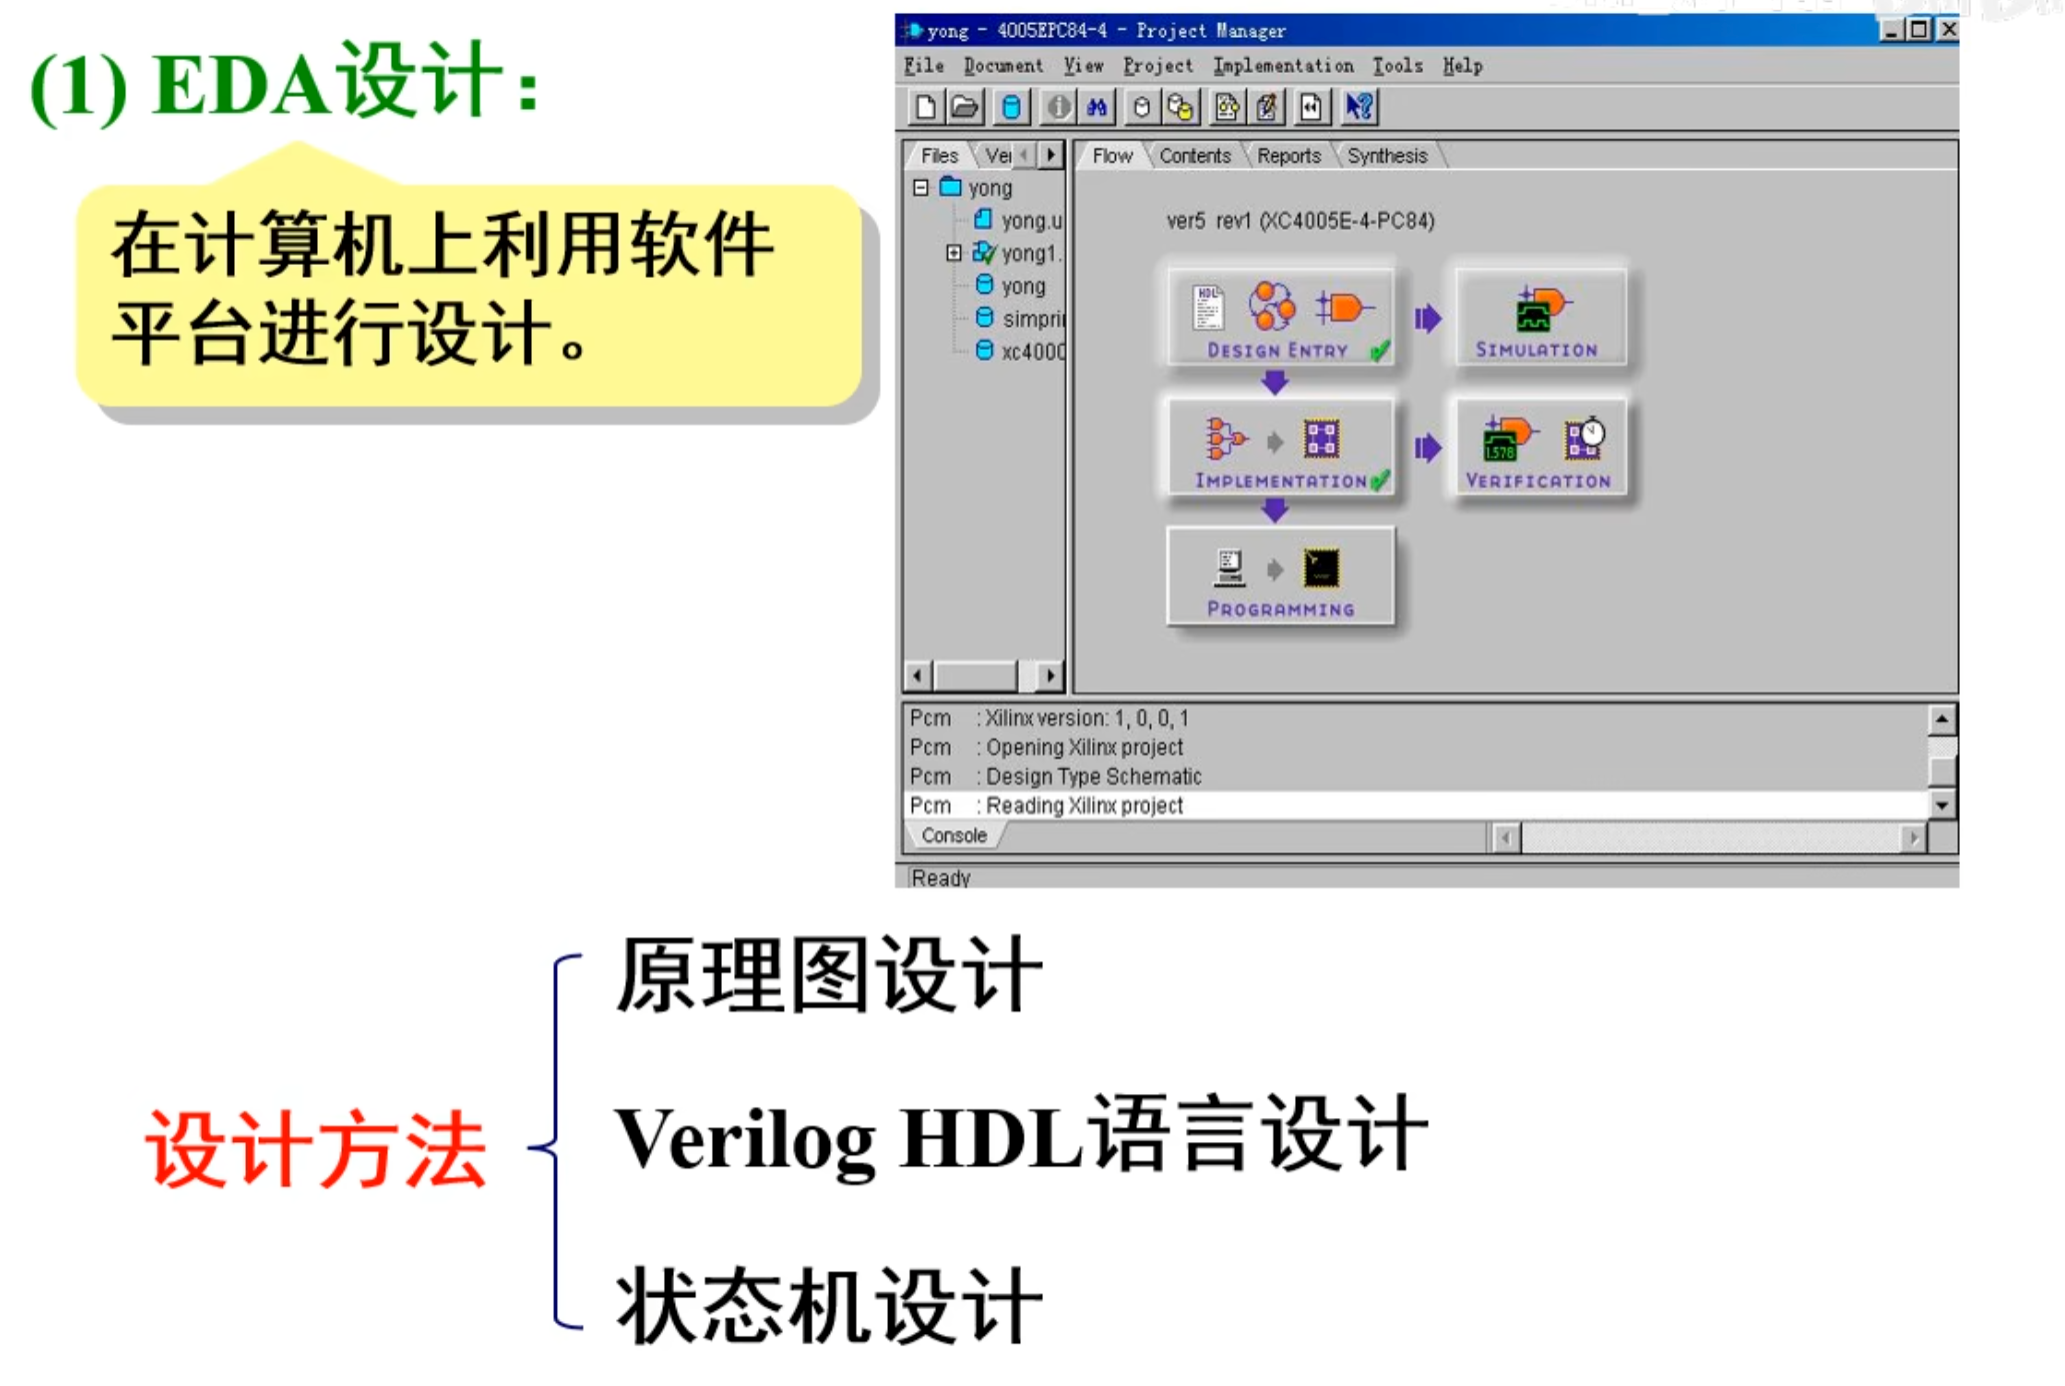 (1) EDA设计：
在计算机上利用软件
平台进行设计。
yong - 4005EPC84-4 - Project Manager
File Document View Project Implementation Tools Help
Files Ver
Flow Contents Reports Synthesis
yong
yong.u
yong1.
yong
simpri
xc4000
ver5 rev1 (XC4005E-4-PC84)
HDL
DESIGN ENTRY
SIMULATION
1.578
IMPLEMENTATION
VERIFICATION
PROGRAMMING
Pcm : Xilinx version: 1, 0, 0, 1
Pcm : Opening Xilinx project
Pcm : Design Type Schematic
Pcm : Reading Xilinx project
Console
Ready
设计方法
原理图设计
Verilog HDL语言设计
状态机设计